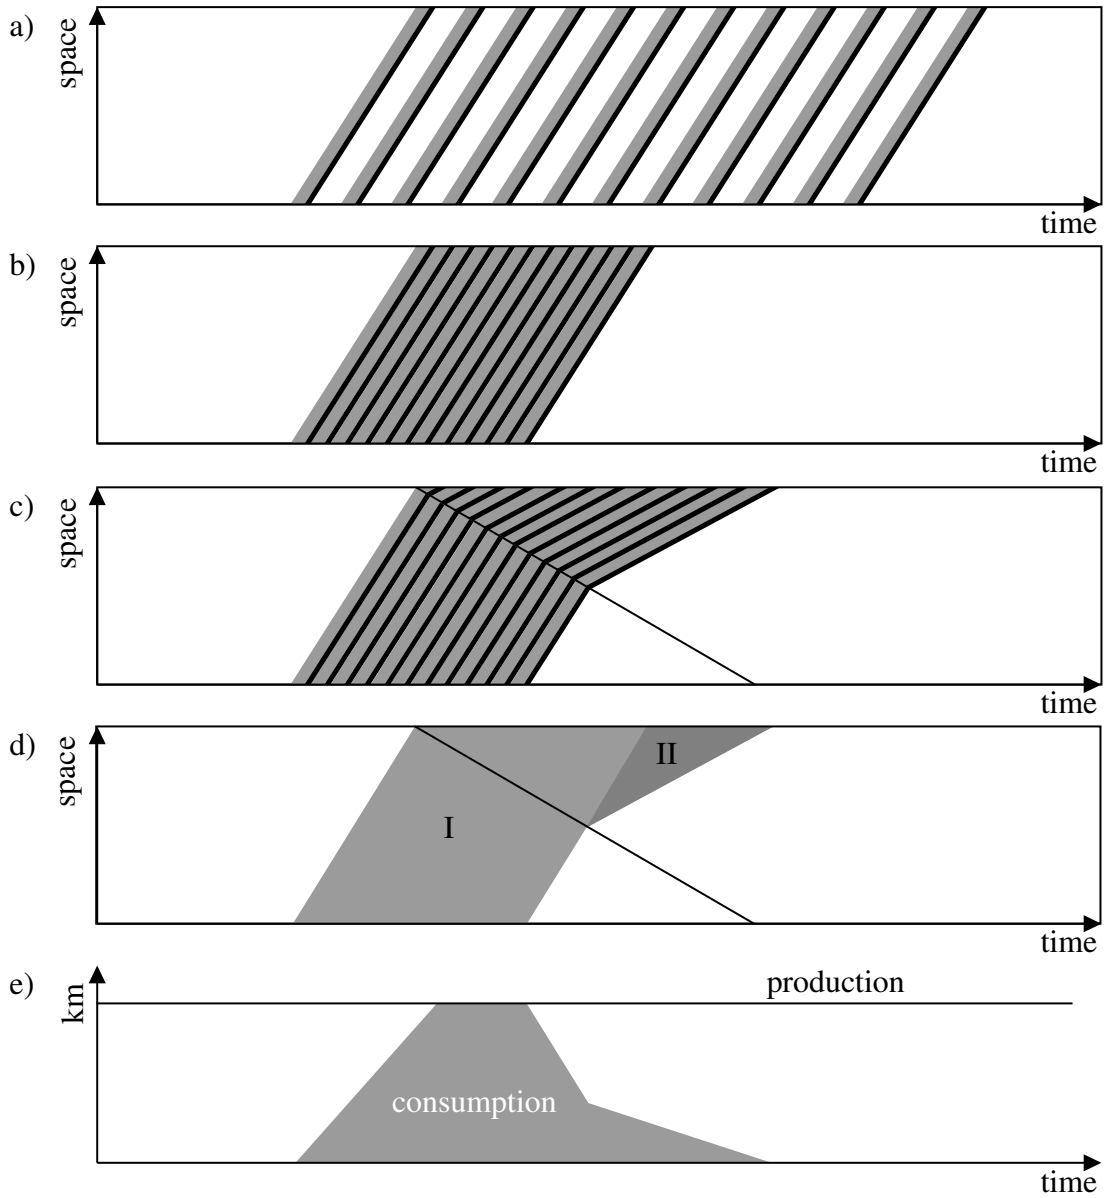 a)
space
time
b)
space
time
c)
space
time
d)
space
I
II
time
e)
km
production
consumption
time